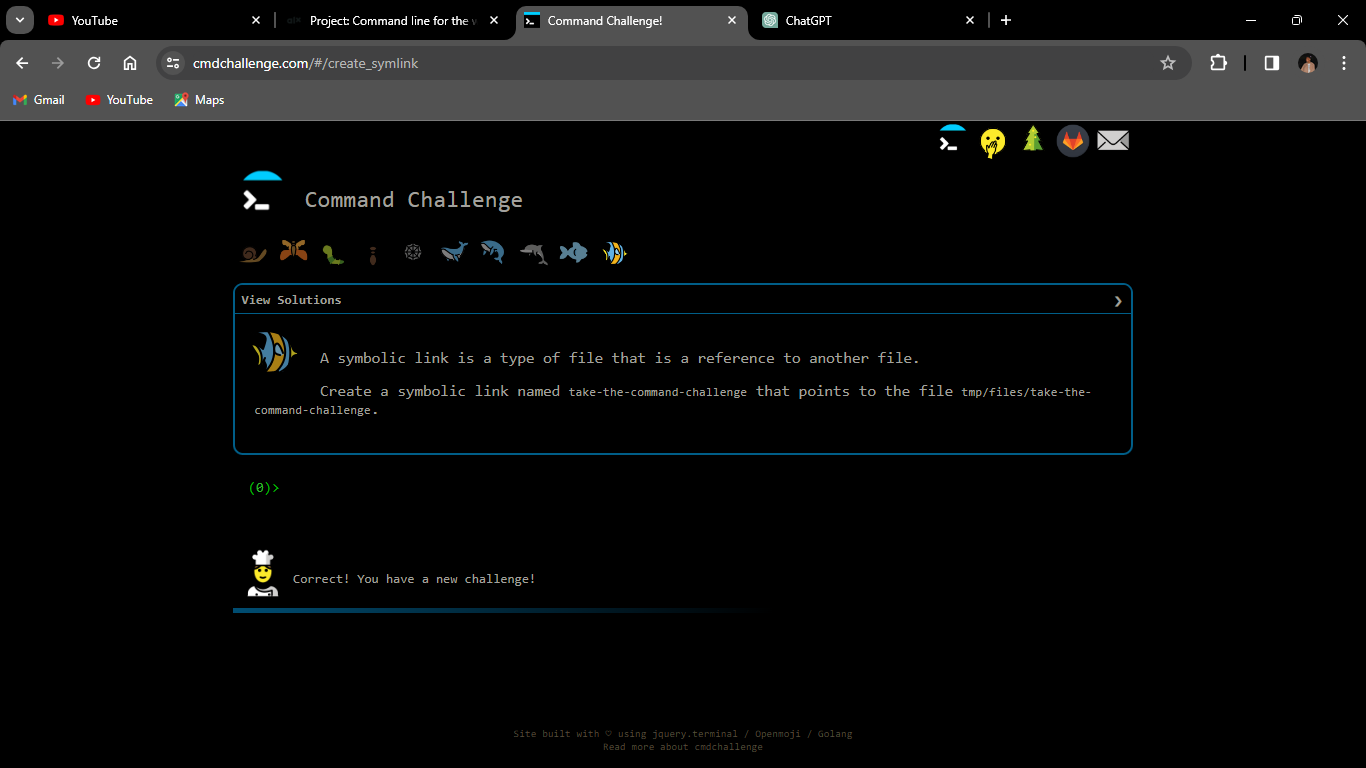 YouTube
Project: Command line for the
Command Challenge!
ChatGPT
cmdchallenge.com/#/create_symlink
Gmail
YouTube
Maps
Command Challenge
View Solutions
A symbolic link is a type of file that is a reference to another file.
Create a symbolic link named take-the-command-challenge that points to the file tmp/files/take-the-
command-challenge.
(0)>
Correct! You have a new challenge!
Site built with ♡ using jquery.terminal / Openmoji / Golang
Read more about cmdchallenge